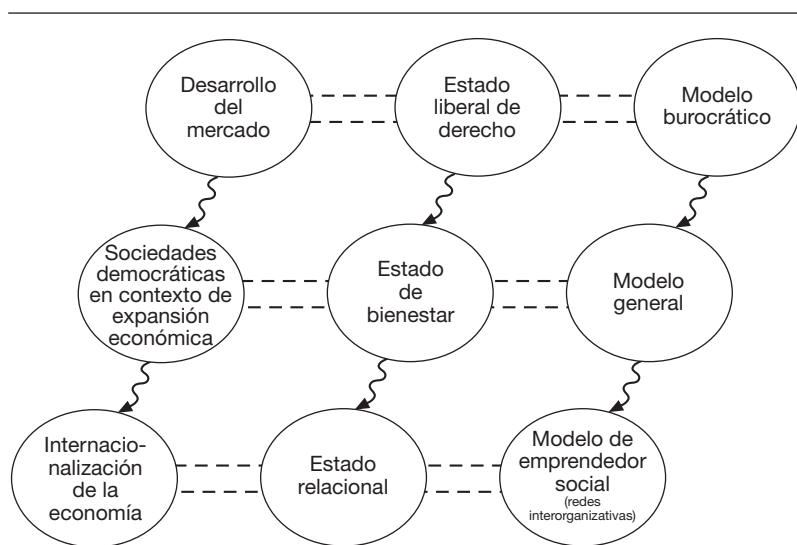 Desarrollo
del
mercado
Estado
liberal de
derecho
Modelo
burocrático
Sociedades
democráticas
en contexto de
expansión
económica
Estado
de
bienestar
Modelo
general
Internacio-
nalización
de la
economía
Estado
relacional
Modelo de
emprendedor
social
(redes
interorganizativas)